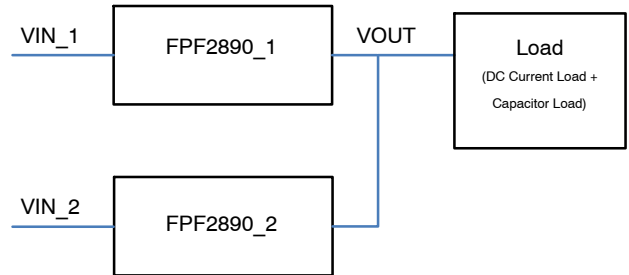 VIN_1
FPF2890_1
VOUT
Load
(DC Current Load +
Capacitor Load)
VIN_2
FPF2890_2